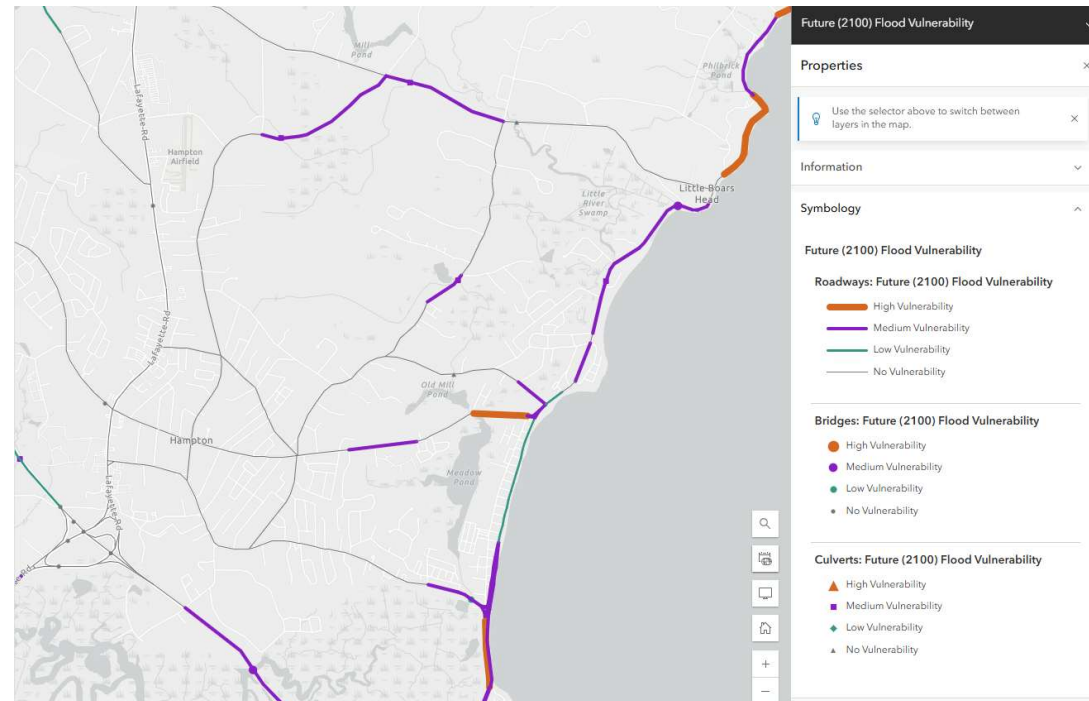 Future (2100) Flood Vulnerability
Properties
Use the selector above to switch between
layers in the map.
Information
Symbology
Future (2100) Flood Vulnerability
Roadways: Future (2100) Flood Vulnerability
High Vulnerability
Medium Vulnerability
Low Vulnerability
No Vulnerability
Bridges: Future (2100) Flood Vulnerability
High Vulnerability
Medium Vulnerability
Low Vulnerability
No Vulnerability
Culverts: Future (2100) Flood Vulnerability
High Vulnerability
Medium Vulnerability
Low Vulnerability
No Vulnerability
Mill
Pond
Philbrick
Pond
Lafayette-Rd
Hampton
Airfield
Little Boars
Head
Little
River
Swamp
Lafayette-Rd
Old Mill
Pond
Hampton
Meadow
Pond
Lafayette-Rd
Rd